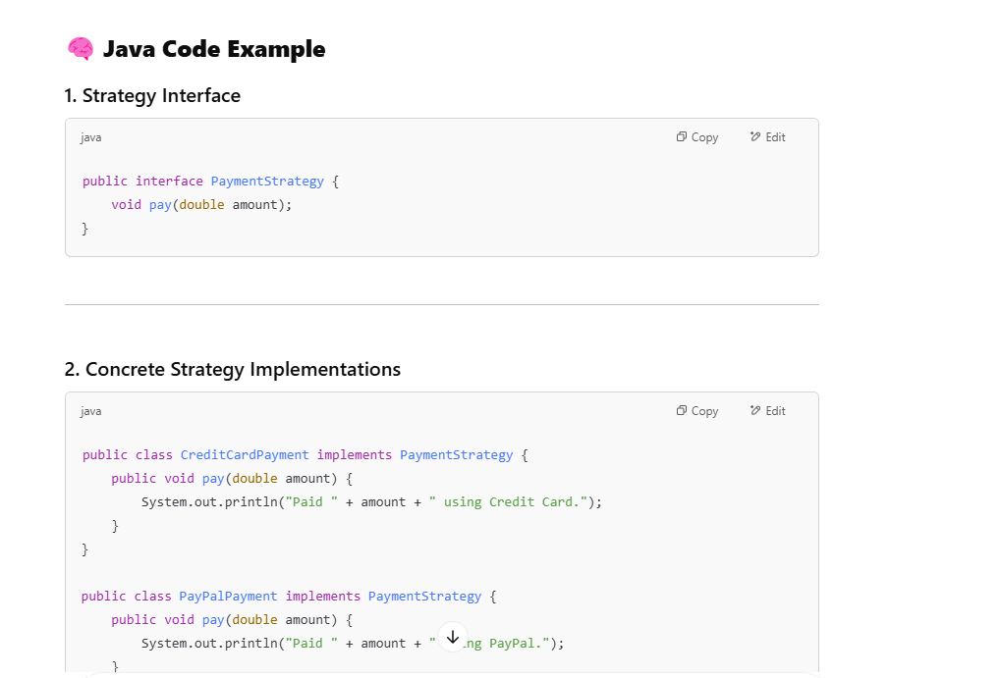 🧠 Java Code Example
1. Strategy Interface
java
Copy
Edit
public interface PaymentStrategy {
    void pay(double amount);
}
2. Concrete Strategy Implementations
java
Copy
Edit
public class CreditCardPayment implements PaymentStrategy {
    public void pay(double amount) {
        System.out.println("Paid " + amount + " using Credit Card.");
    }
}
public class PayPalPayment implements PaymentStrategy {
    public void pay(double amount) {
        System.out.println("Paid " + amount + " ng PayPal.");
    }